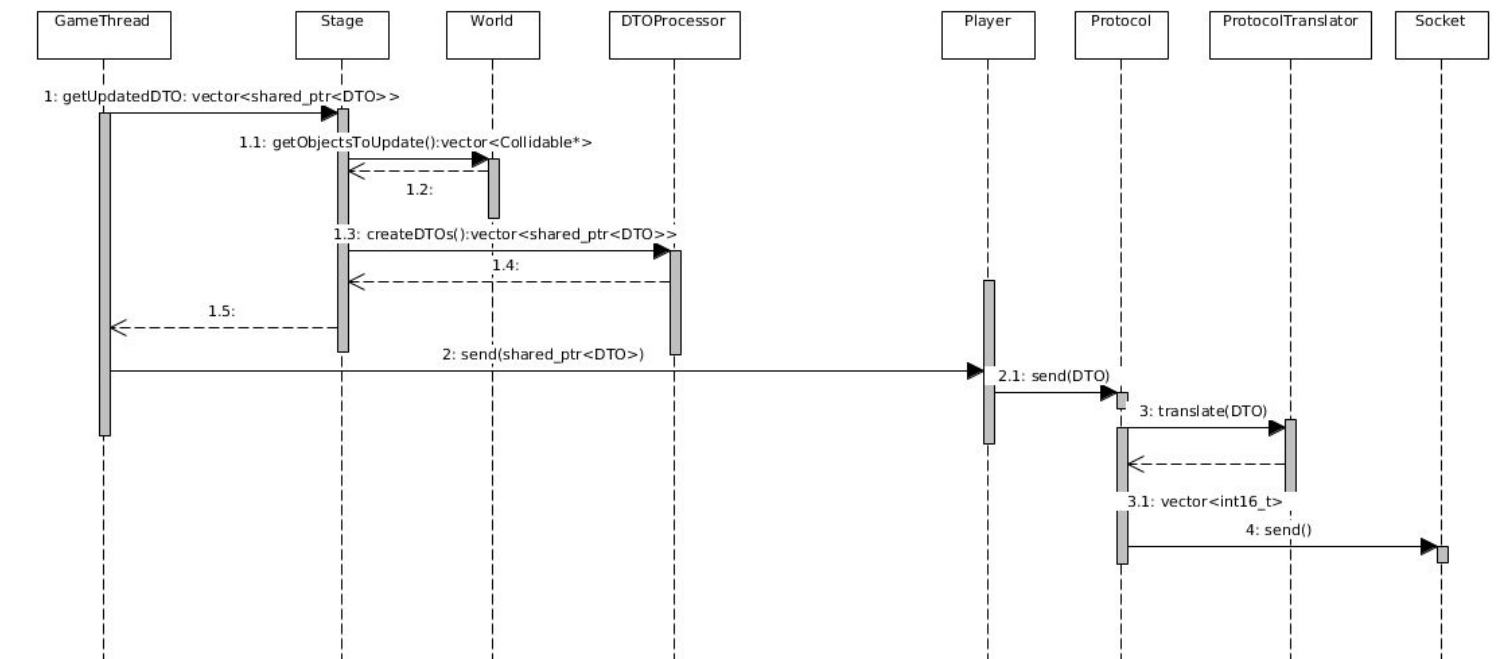 GameThread
Stage
World
DTOProcessor
Player
Protocol
ProtocolTranslator
Socket
1: getUpdatedDTO: vector<shared_ptr<DTO>>
1.1: getObjectsToUpdate():vector<Collidable*>
1.2:
1.3: createDTOs():vector<shared_ptr<DTO>>
1.4:
1.5:
2: send(shared_ptr<DTO>)
2.1: send(DTO)
3: translate(DTO)
3.1: vector<int16_t>
4: send()